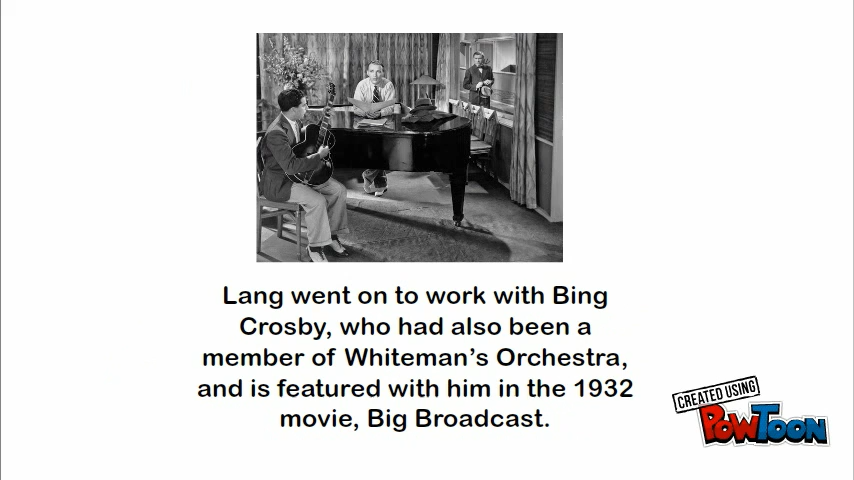 Lang went on to work with Bing
Crosby, who had also been a
member of Whiteman's Orchestra,
and is featured with him in the 1932
movie, Big Broadcast.
CREATED USING
POWTOON